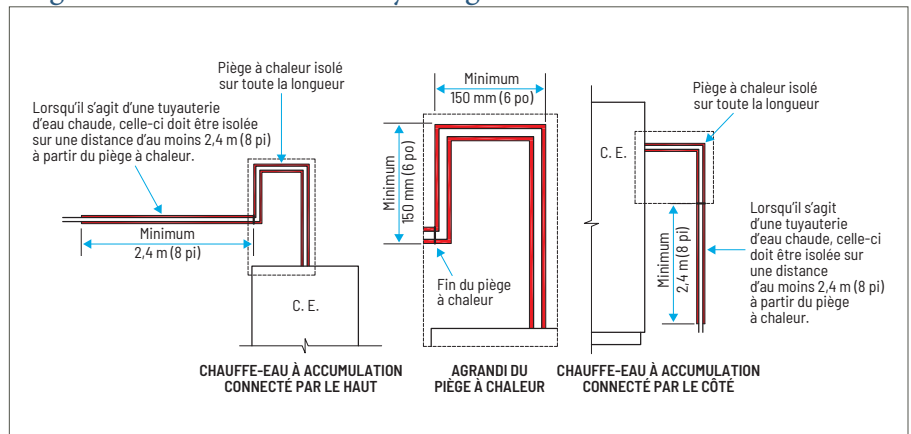 Piège à chaleur isolé
sur toute la longueur
Lorsqu'il s'agit d'une tuyauterie
d'eau chaude, celle-ci doit être isolée
sur une distance d'au moins 2,4 m (8 pi)
à partir du piège à chaleur.
Minimum
2,4 m (8 pi)
C. E.
CHAUFFE-EAU À ACCUMULATION
CONNECTÉ PAR LE HAUT
Minimum
150 mm (6 po)
Minimum
150 mm (6 po)
Fin du piège
à chaleur
AGRANDI DU
PIÈGE À CHALEUR
Piège à chaleur isolé
sur toute la longueur
C. E.
Minimum
2,4 m (8 pi)
Lorsqu'il s'agit
d'une tuyauterie
d'eau chaude, celle-ci
doit être isolée sur
une distance
d'au moins 2,4 m (8 pi)
à partir du piège
à chaleur.
CHAUFFE-EAU À ACCUMULATION
CONNECTÉ PAR LE CÔTÉ